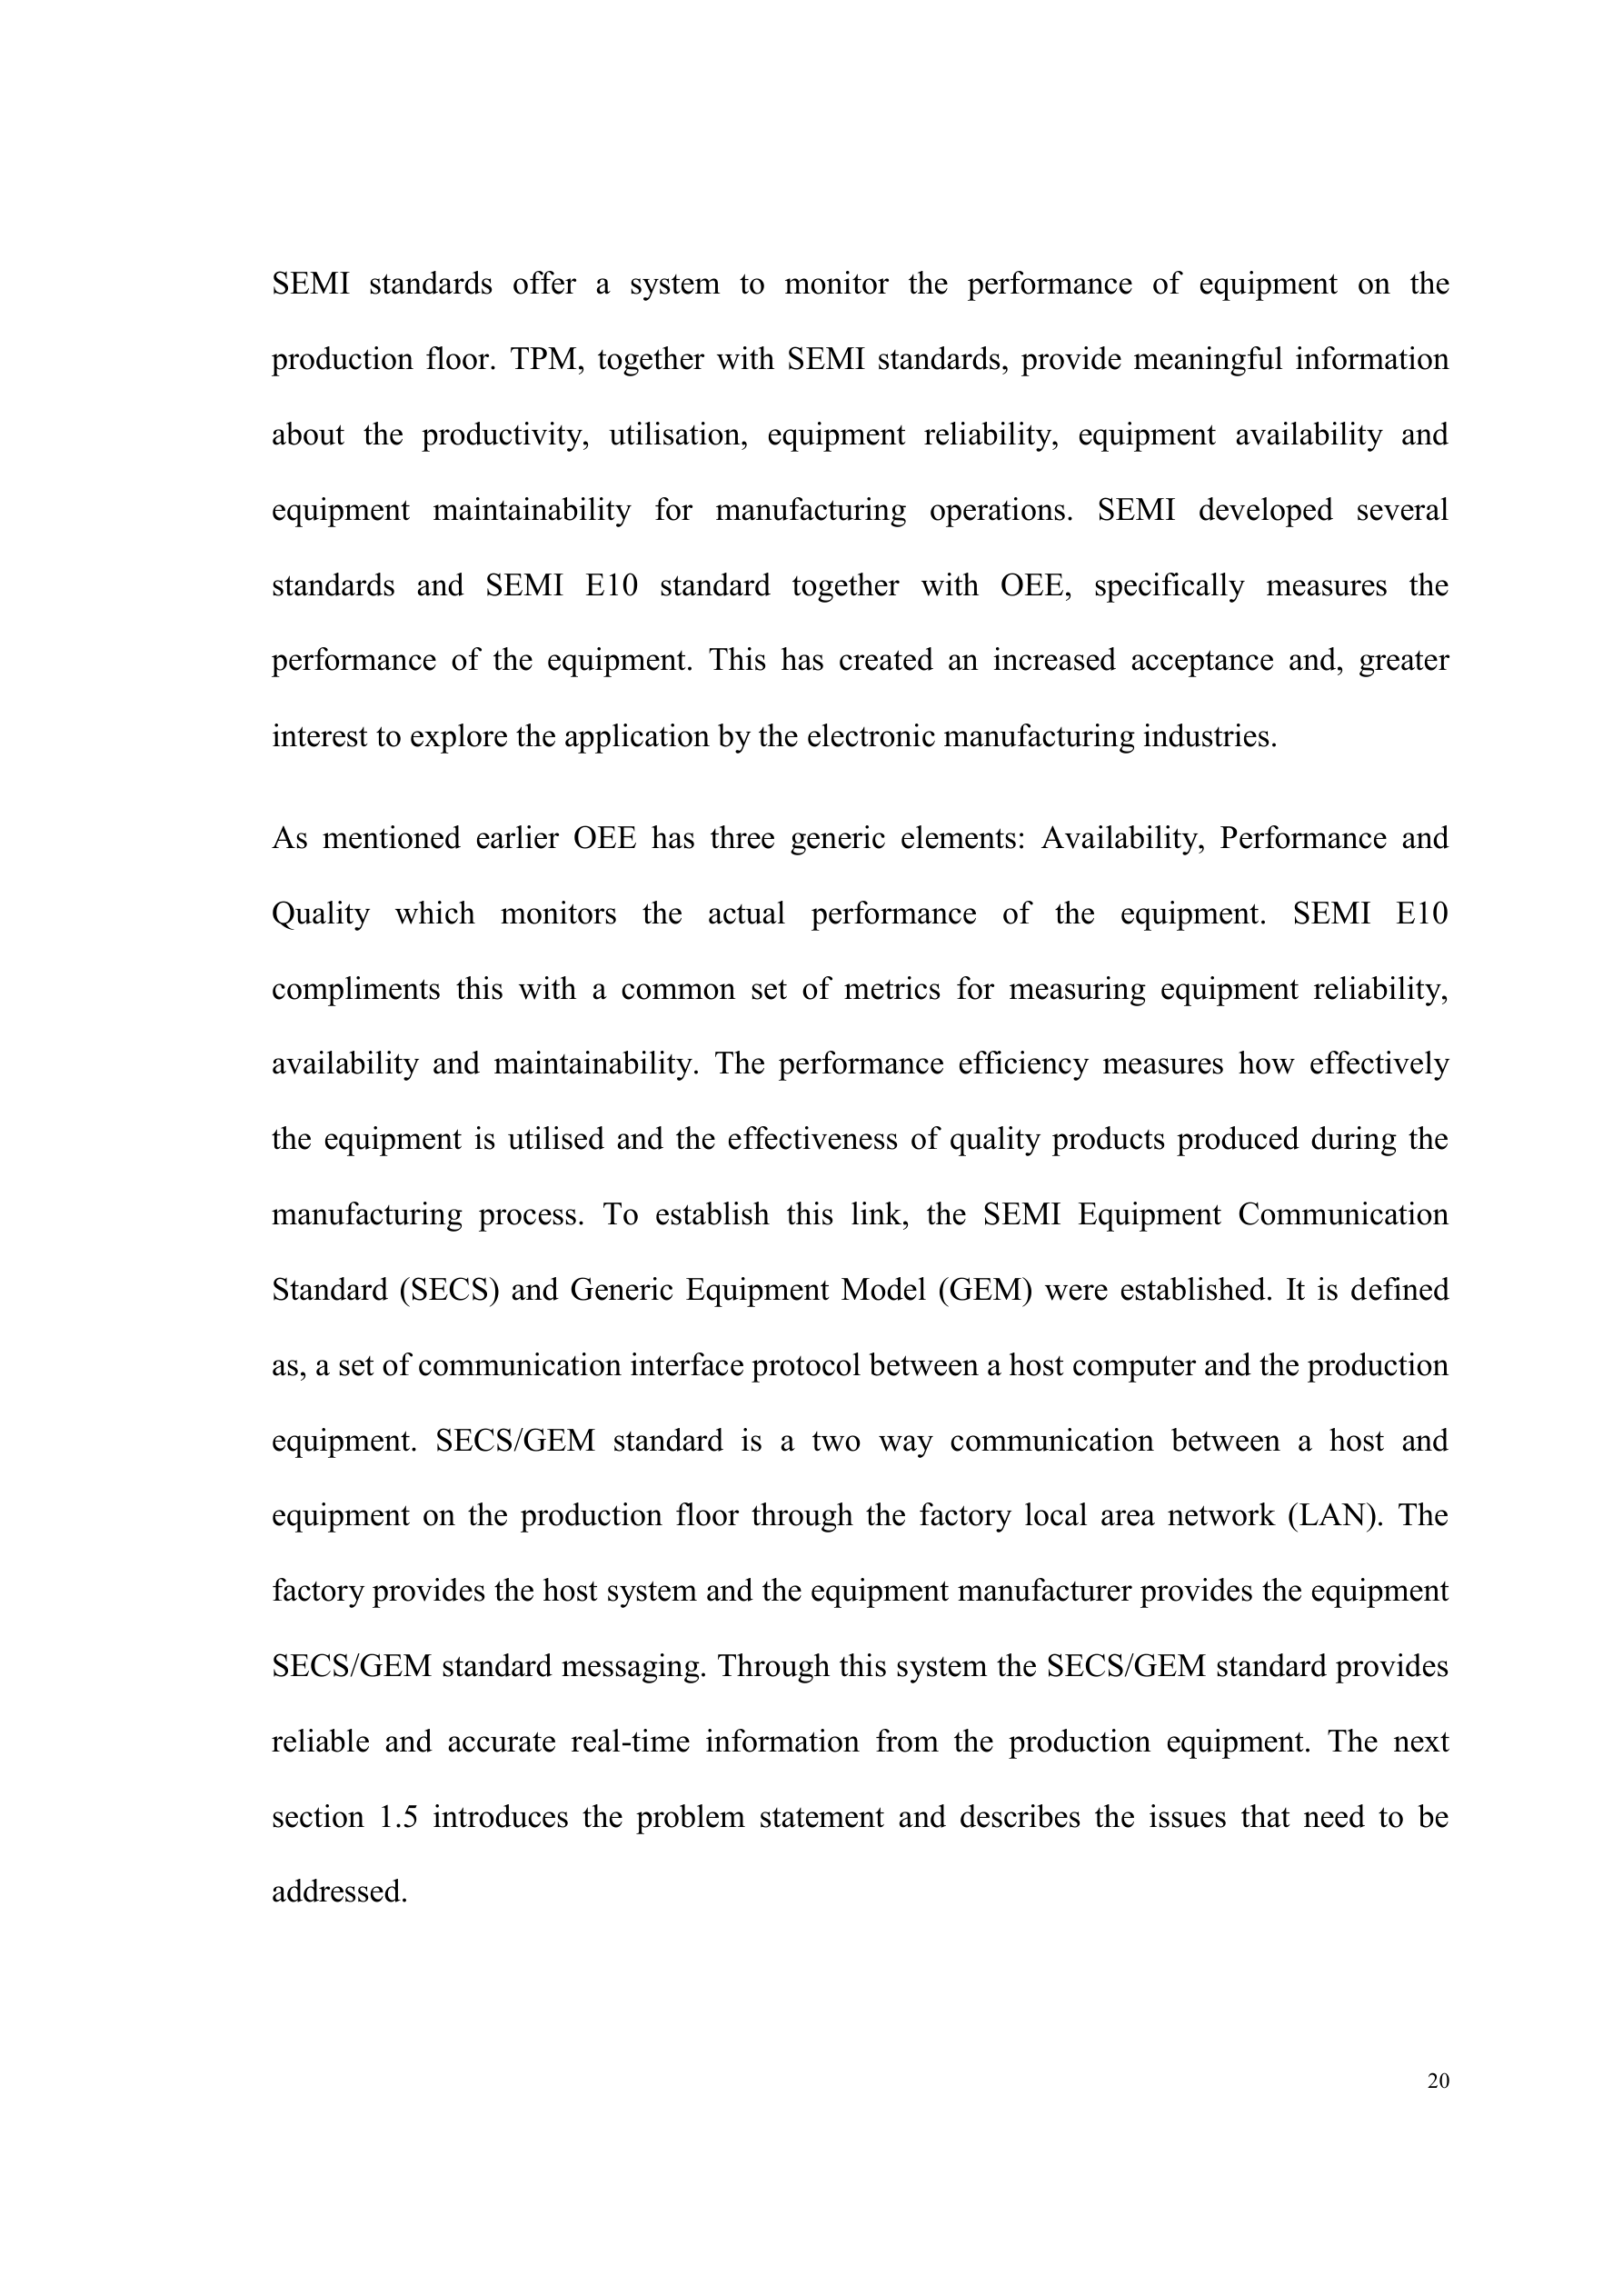 SEMI standards offer a system to monitor the performance of equipment on the
production floor. TPM, together with SEMI standards, provide meaningful information
about the productivity, utilisation, equipment reliability, equipment availability and
equipment maintainability for manufacturing operations. SEMI developed several
standards and SEMI E10 standard together with OEE, specifically measures the
performance of the equipment. This has created an increased acceptance and, greater
interest to explore the application by the electronic manufacturing industries.
As mentioned earlier OEE has three generic elements: Availability, Performance and
Quality which monitors the actual performance of the equipment. SEMI E10
compliments this with a common set of metrics for measuring equipment reliability,
availability and maintainability. The performance efficiency measures how effectively
the equipment is utilised and the effectiveness of quality products produced during the
manufacturing process. To establish this link, the SEMI Equipment Communication
Standard (SECS) and Generic Equipment Model (GEM) were established. It is defined
as, a set of communication interface protocol between a host computer and the production
equipment. SECS/GEM standard is a two way communication between a host and
equipment on the production floor through the factory local area network (LAN). The
factory provides the host system and the equipment manufacturer provides the equipment
SECS/GEM standard messaging. Through this system the SECS/GEM standard provides
reliable and accurate real-time information from the production equipment. The next
section 1.5 introduces the problem statement and describes the issues that need to be
addressed.
20